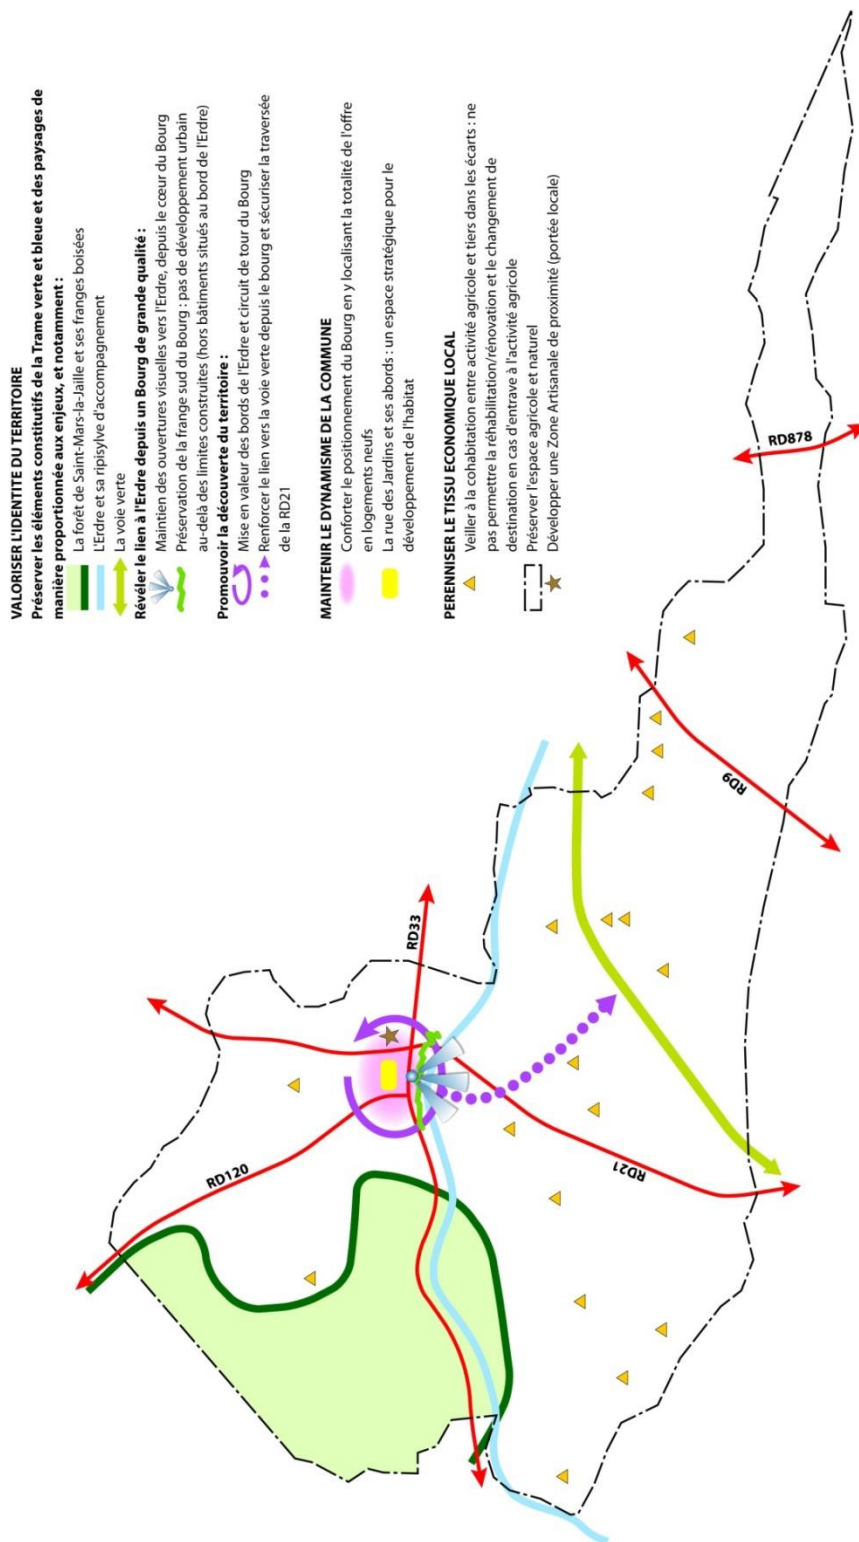 VALORISER L'IDENTITE DU TERRITOIRE
Préserver les éléments constitutifs de la Trame verte et bleue et des paysages de
manière proportionnée aux enjeux, et notamment :
La forêt de Saint-Mars-la-Jaille et ses franges boisées
L'Erdre et sa ripisylve d'accompagnement
La voie verte
Révéler le lien à l'Erdre depuis un Bourg de grande qualité :
Maintien des ouvertures visuelles vers l'Erdre, depuis le cœur du Bourg
Préservation de la frange sud du Bourg : pas de développement urbain
au-delà des limites construites (hors bâtiments situés au bord de l'Erdre)
Promouvoir la découverte du territoire :
Mise en valeur des bords de l'Erdre et circuit de tour du Bourg
Renforcer le lien vers la voie verte depuis le bourg et sécuriser la traversée
de la RD21
MAINTENIR LE DYNAMISME DE LA COMMUNE
Conforter le positionnement du Bourg en y localisant la totalité de l'offre
en logements neufs
La rue des Jardins et ses abords : un espace stratégique pour le
développement de l'habitat
PERENNISER LE TISSU ECONOMIQUE LOCAL
Veiller à la cohabitation entre activité agricole et tiers dans les écarts : ne
pas permettre la réhabilitation/rénovation et le changement de
destination en cas d'entrave à l'activité agricole
Préserver l'espace agricole et naturel
Développer une Zone Artisanale de proximité (portée locale)
RD120
RD33
RD21
RD9
RD878